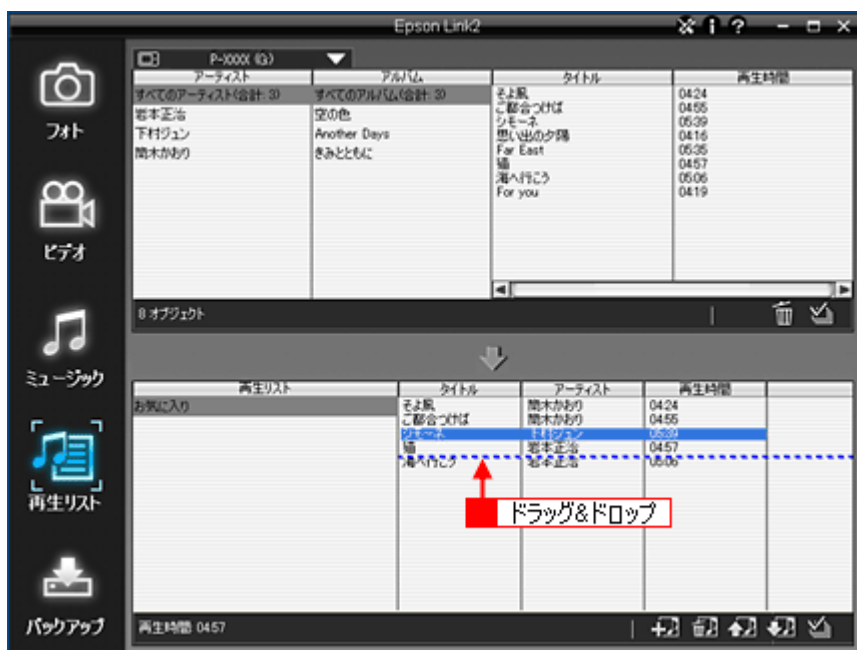 Epson Link2
P-XXXX (G)
アーティスト アルバム タイトル 再生時間
すべてのアーティスト(合計: 3) すべてのアルバム(合計: 3) そよ風 04:24
岩本正治 空の色 ご都合つけば 04:55
下村ジュン Another Days シモーネ 05:39
間木かおり きみとともに 思い出の夕陽 04:16
Far East 05:35
猫 04:57
海へ行こう 05:06
For you 04:19
8 オブジェクト
フォト
ビデオ
ミュージック
再生リスト
バックアップ
再生リスト タイトル アーティスト 再生時間
お気に入り そよ風 間木かおり 04:24
ご都合つけば 間木かおり 04:55
シモーネ 下村ジュン 05:39
猫 岩本正治 04:57
海へ行こう 岩本正治 05:06
ドラッグ&ドロップ
再生時間: 04:57